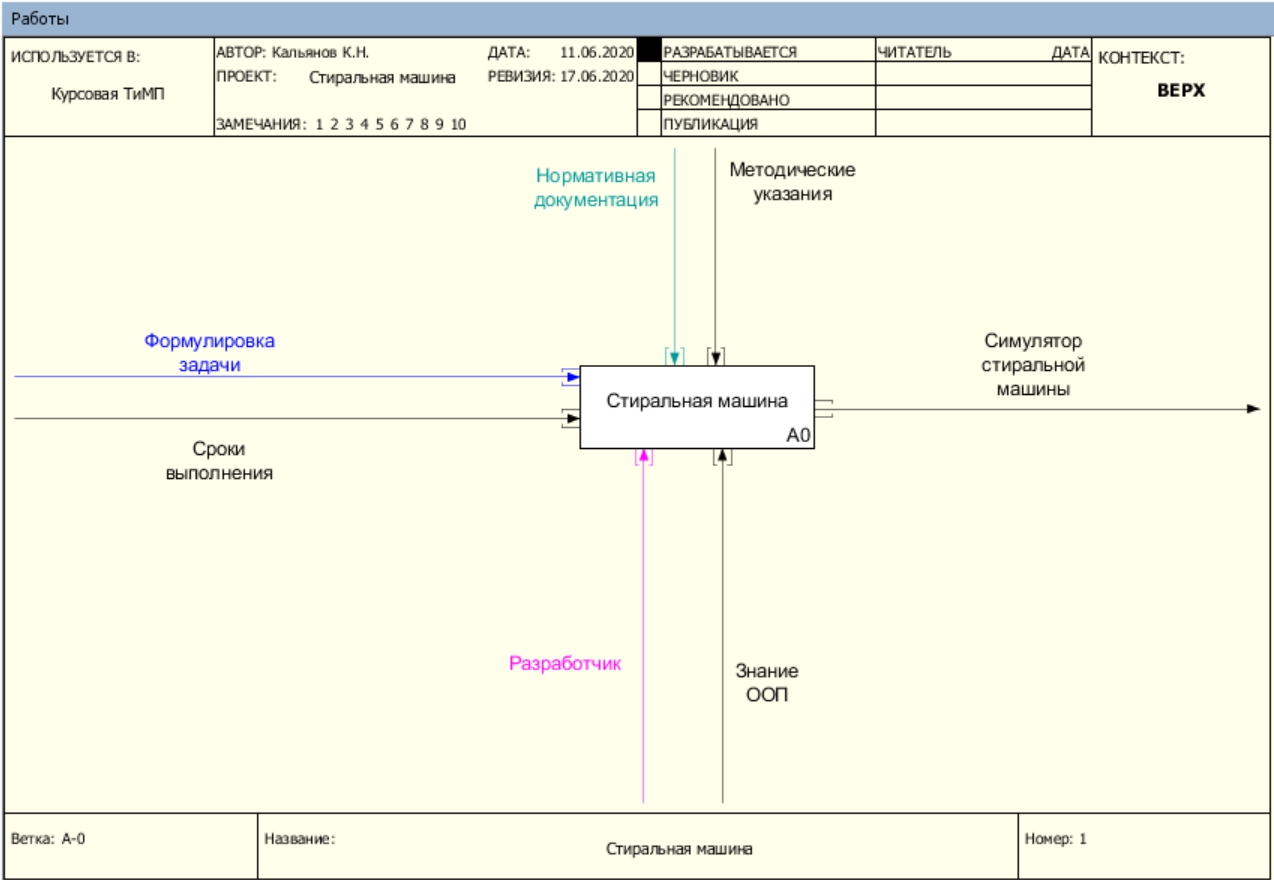 Работы
ИСПОЛЬЗУЕТСЯ В:
Курсовая ТиМП
АВТОР: Кальянов К.Н.
ДАТА: 11.06.2020
ПРОЕКТ: Стиральная машина
РЕВИЗИЯ: 17.06.2020
ЗАМЕЧАНИЯ: 1 2 3 4 5 6 7 8 9 10
РАЗРАБАТЫВАЕТСЯ
ЧЕРНОВИК
РЕКОМЕНДОВАНО
ПУБЛИКАЦИЯ
ЧИТАТЕЛЬ ДАТА
КОНТЕКСТ:
ВЕРХ
Нормативная
документация
Методические
указания
Формулировка
задачи
Сроки
выполнения
Стиральная машина
A0
Симулятор
стиральной
машины
Разработчик
Знание
ООП
Ветка: А-0
Название:
Стиральная машина
Номер: 1